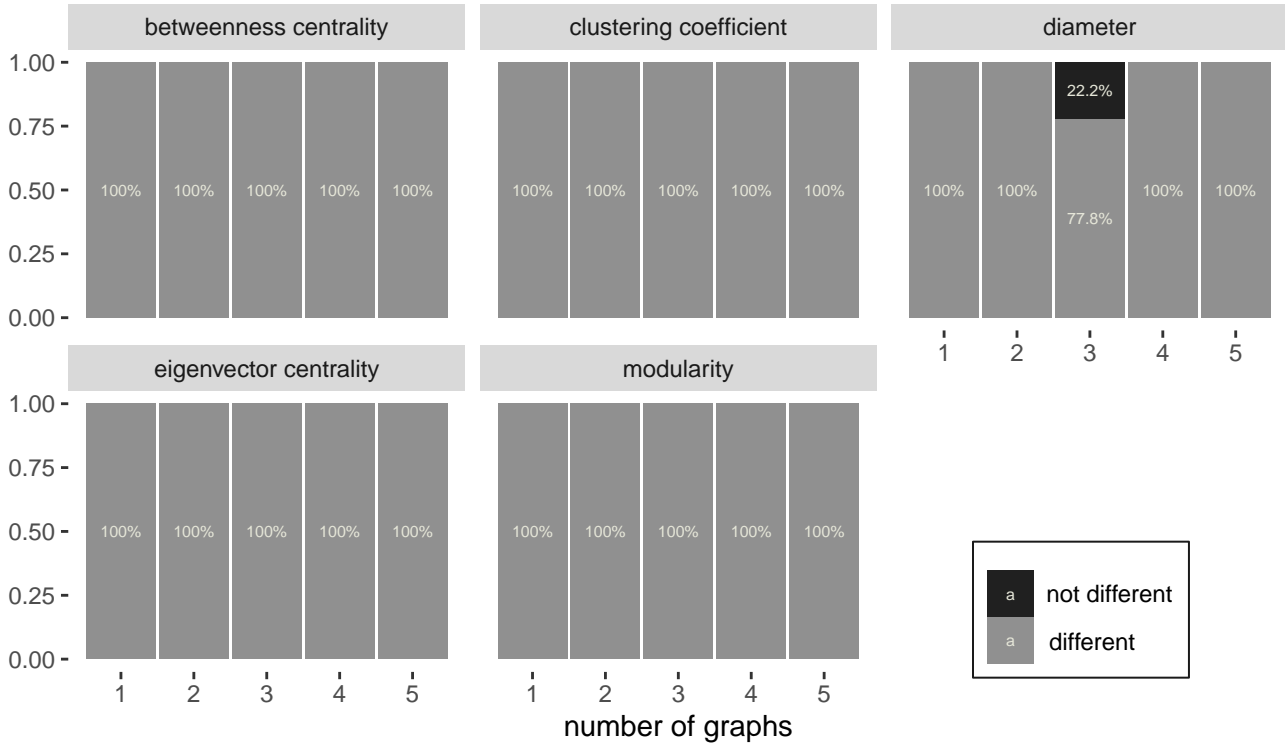 betweenness centrality clustering coefficient diameter
1.00
0.75
0.50
0.25
0.00
100% 100% 100% 100% 100%
100% 100% 100% 100% 100%
22.2%
100% 100% 77.8% 100% 100%
1 2 3 4 5
eigenvector centrality modularity
1.00
0.75
0.50
0.25
0.00
100% 100% 100% 100% 100%
100% 100% 100% 100% 100%
1 2 3 4 5
1 2 3 4 5
number of graphs
a not different
a different